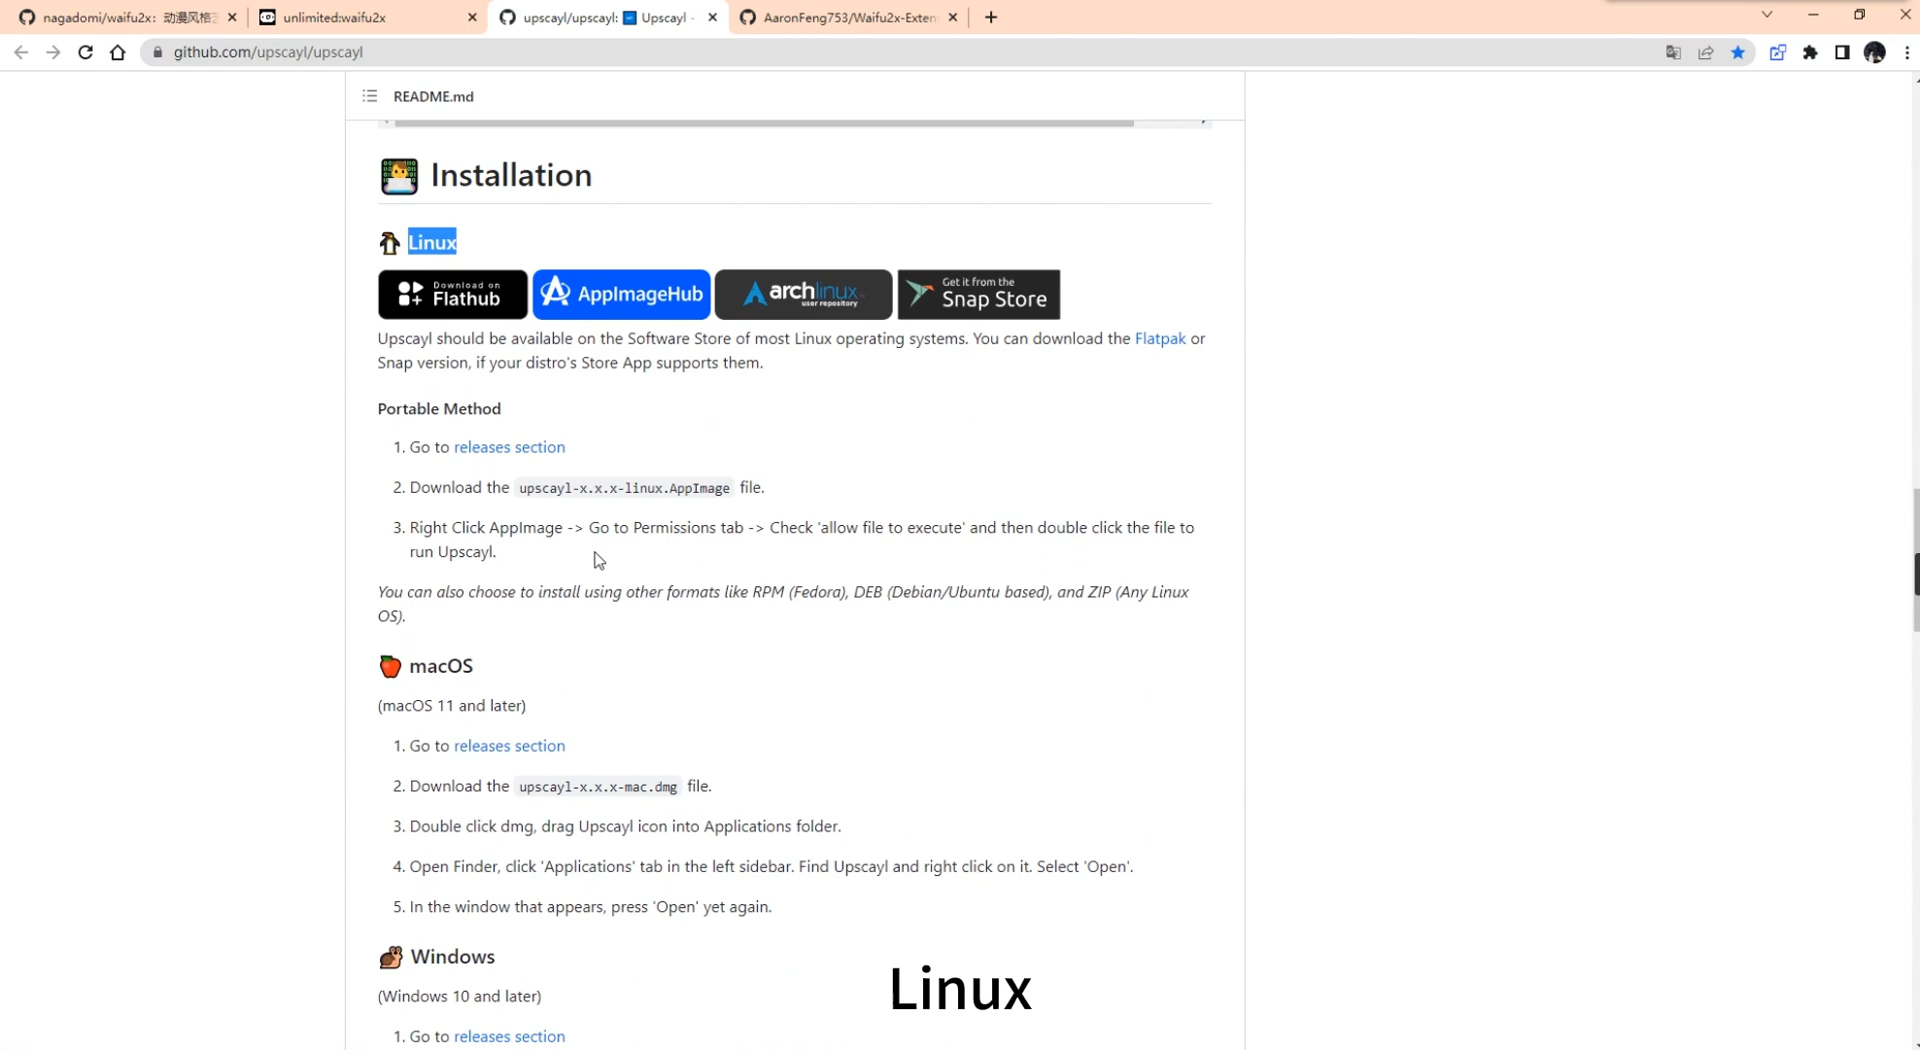 nagadomi/waifu2x: 动漫风格艺
unlimited:waifu2x
upscayl/upscayl: Upscayl -
AaronFeng753/Waifu2x-Exten
github.com/upscayl/upscayl
README.md
Installation
Linux
Download on
Flathub
AppImageHub
archlinux
user repository
Get it from the
Snap Store
Upscayl should be available on the Software Store of most Linux operating systems. You can download the Flatpak or
Snap version, if your distro's Store App supports them.
Portable Method
1. Go to releases section
2. Download the upscayl-x.x.x-linux.AppImage file.
3. Right Click AppImage -> Go to Permissions tab -> Check 'allow file to execute' and then double click the file to
run Upscayl.
You can also choose to install using other formats like RPM (Fedora), DEB (Debian/Ubuntu based), and ZIP (Any Linux
OS).
macOS
(macOS 11 and later)
1. Go to releases section
2. Download the upscayl-x.x.x-mac.dmg file.
3. Double click dmg, drag Upscayl icon into Applications folder.
4. Open Finder, click 'Applications' tab in the left sidebar. Find Upscayl and right click on it. Select 'Open'.
5. In the window that appears, press 'Open' yet again.
Windows
(Windows 10 and later)
1. Go to releases section
Linux